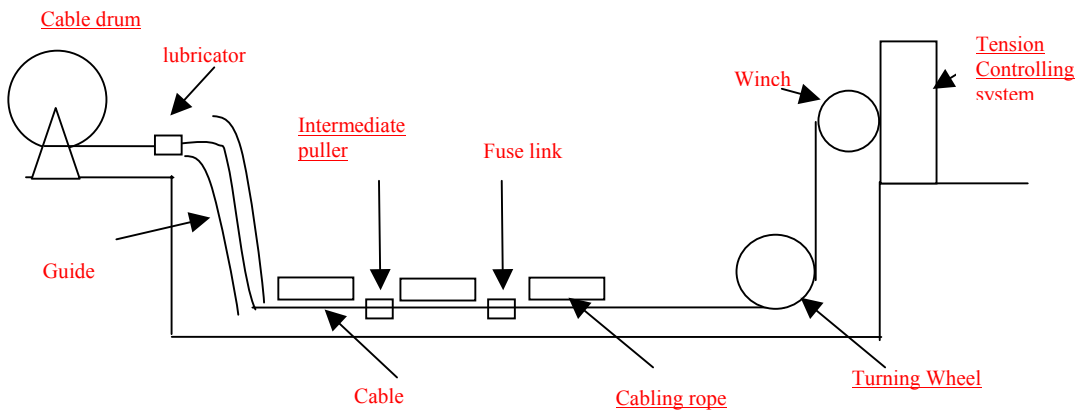 Cable drum
lubricator
Tension
Controlling
system
Winch
Intermediate
puller
Fuse link
Guide
Cable
Cabling rope
Turning Wheel